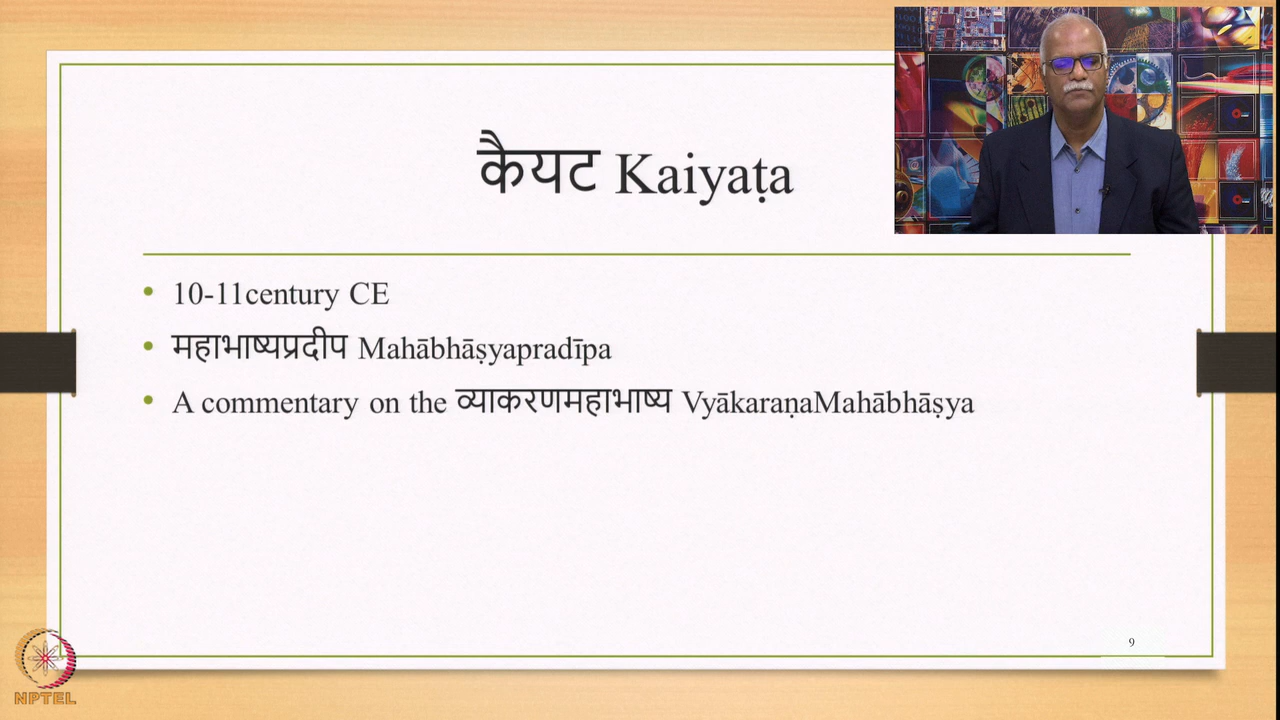 कैयट Kaiyaṭa
10-11century CE
महाभाष्यप्रदीप Mahābhāṣyapradīpa
A commentary on the व्याकरणमहाभाष्य VyākaraṇaMahābhāṣya
9
NPTEL